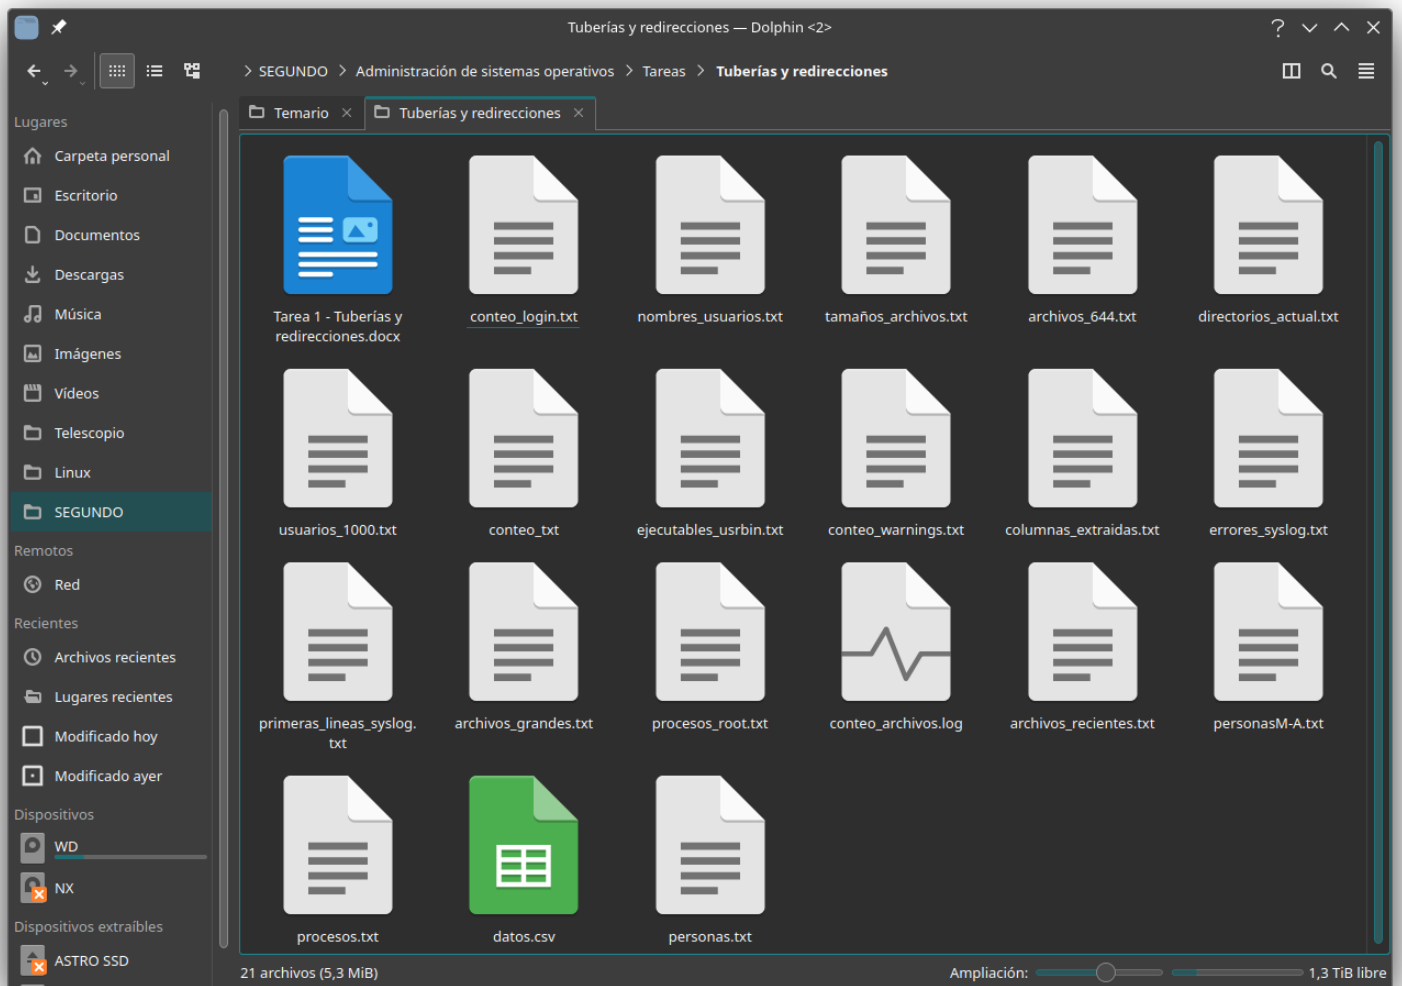 Tuberías y redirecciones — Dolphin <2>
SEGUNDO > Administración de sistemas operativos > Tareas > Tuberías y redirecciones
Temario
Tuberías y redirecciones
Lugares
Carpeta personal
Escritorio
Documentos
Descargas
Música
Imágenes
Vídeos
Telescopio
Linux
SEGUNDO
Remotos
Red
Recientes
Archivos recientes
Lugares recientes
Modificado hoy
Modificado ayer
Dispositivos
WD
NX
Dispositivos extraíbles
ASTRO SSD
Tarea 1 - Tuberías y
redirecciones.docx
conteo_login.txt
nombres_usuarios.txt
tamaños_archivos.txt
archivos_644.txt
directorios_actual.txt
usuarios_1000.txt
conteo_txt
ejecutables_usrbin.txt
conteo_warnings.txt
columnas_extraidas.txt
errores_syslog.txt
primeras_lineas_syslog.
txt
archivos_grandes.txt
procesos_root.txt
conteo_archivos.log
archivos_recientes.txt
personasM-A.txt
procesos.txt
datos.csv
personas.txt
21 archivos (5,3 MiB)
Ampliación:
1,3 TiB libre